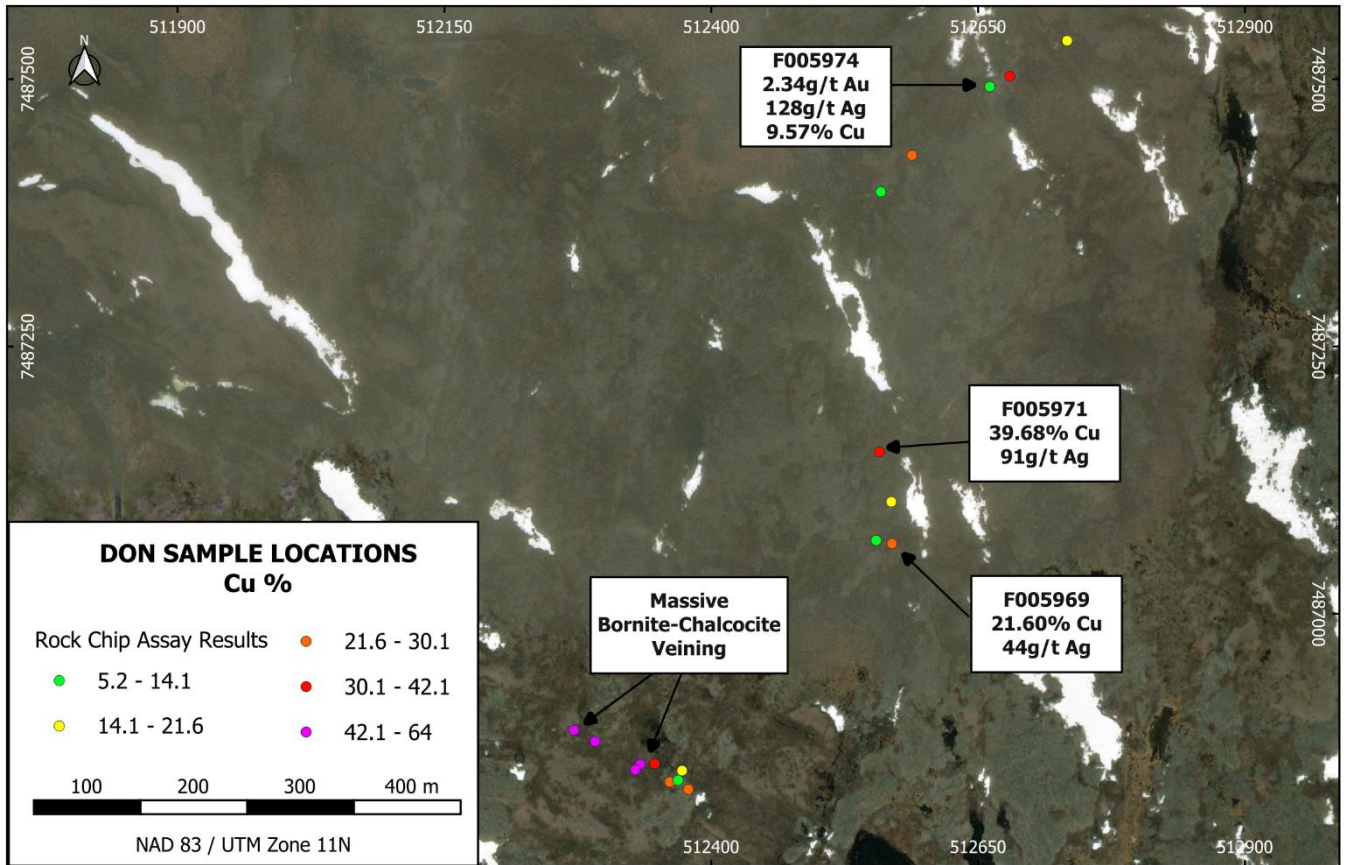 511900
512150
512400
512650
512900
N
7487500
7487500
F005974
2.34g/t Au
128g/t Ag
9.57% Cu
7487250
7487250
F005971
39.68% Cu
91g/t Ag
7487000
F005969
21.60% Cu
44g/t Ag
Massive
Bornite-Chalcocite
Veining
DON SAMPLE LOCATIONS
Cu %
Rock Chip Assay Results
5.2 - 14.1
14.1 - 21.6
21.6 - 30.1
30.1 - 42.1
42.1 - 64
100
200
300
400 m
NAD 83 / UTM Zone 11N
512400
512650
512900